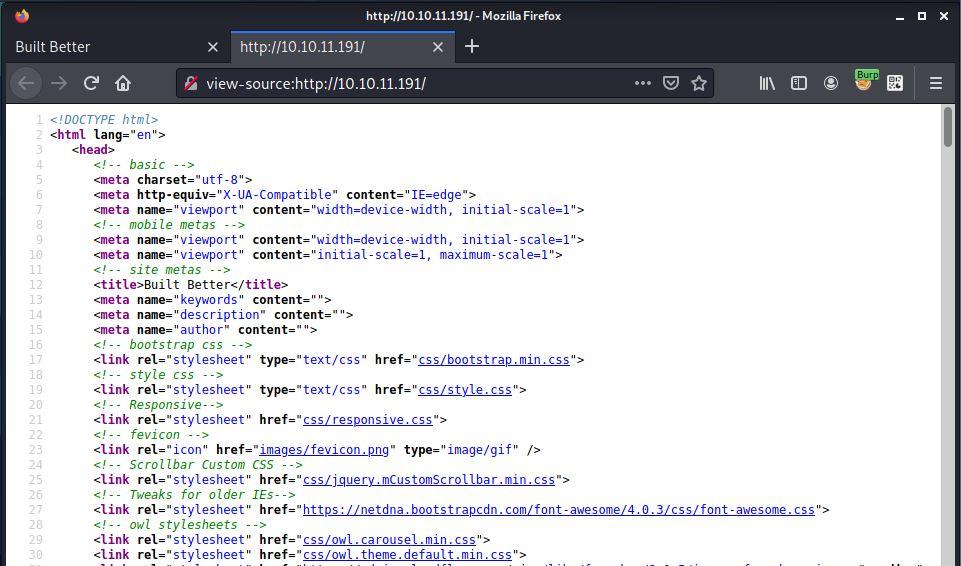 http://10.10.11.191/ - Mozilla Firefox
Built Better
http://10.10.11.191/
view-source:http://10.10.11.191/
Burp
1 <!DOCTYPE html>
2 <html lang="en">
3 <head>
4 <!-- basic -->
5 <meta charset="utf-8">
6 <meta http-equiv="X-UA-Compatible" content="IE=edge">
7 <meta name="viewport" content="width=device-width, initial-scale=1">
8 <!-- mobile metas -->
9 <meta name="viewport" content="width=device-width, initial-scale=1">
10 <meta name="viewport" content="initial-scale=1, maximum-scale=1">
11 <!-- site metas -->
12 <title>Built Better</title>
13 <meta name="keywords" content="">
14 <meta name="description" content="">
15 <meta name="author" content="">
16 <!-- bootstrap css -->
17 <link rel="stylesheet" type="text/css" href="css/bootstrap.min.css">
18 <!-- style css -->
19 <link rel="stylesheet" type="text/css" href="css/style.css">
20 <!-- Responsive-->
21 <link rel="stylesheet" href="css/responsive.css">
22 <!-- fevicon -->
23 <link rel="icon" href="images/fevicon.png" type="image/gif" />
24 <!-- Scrollbar Custom CSS -->
25 <link rel="stylesheet" href="css/jquery.mCustomScrollbar.min.css">
26 <!-- Tweaks for older IEs-->
27 <link rel="stylesheet" href="https://netdna.bootstrapcdn.com/font-awesome/4.0.3/css/font-awesome.css">
28 <!-- owl stylesheets -->
29 <link rel="stylesheet" href="css/owl.carousel.min.css">
30 <link rel="stylesheet" href="css/owl.theme.default.min.css">